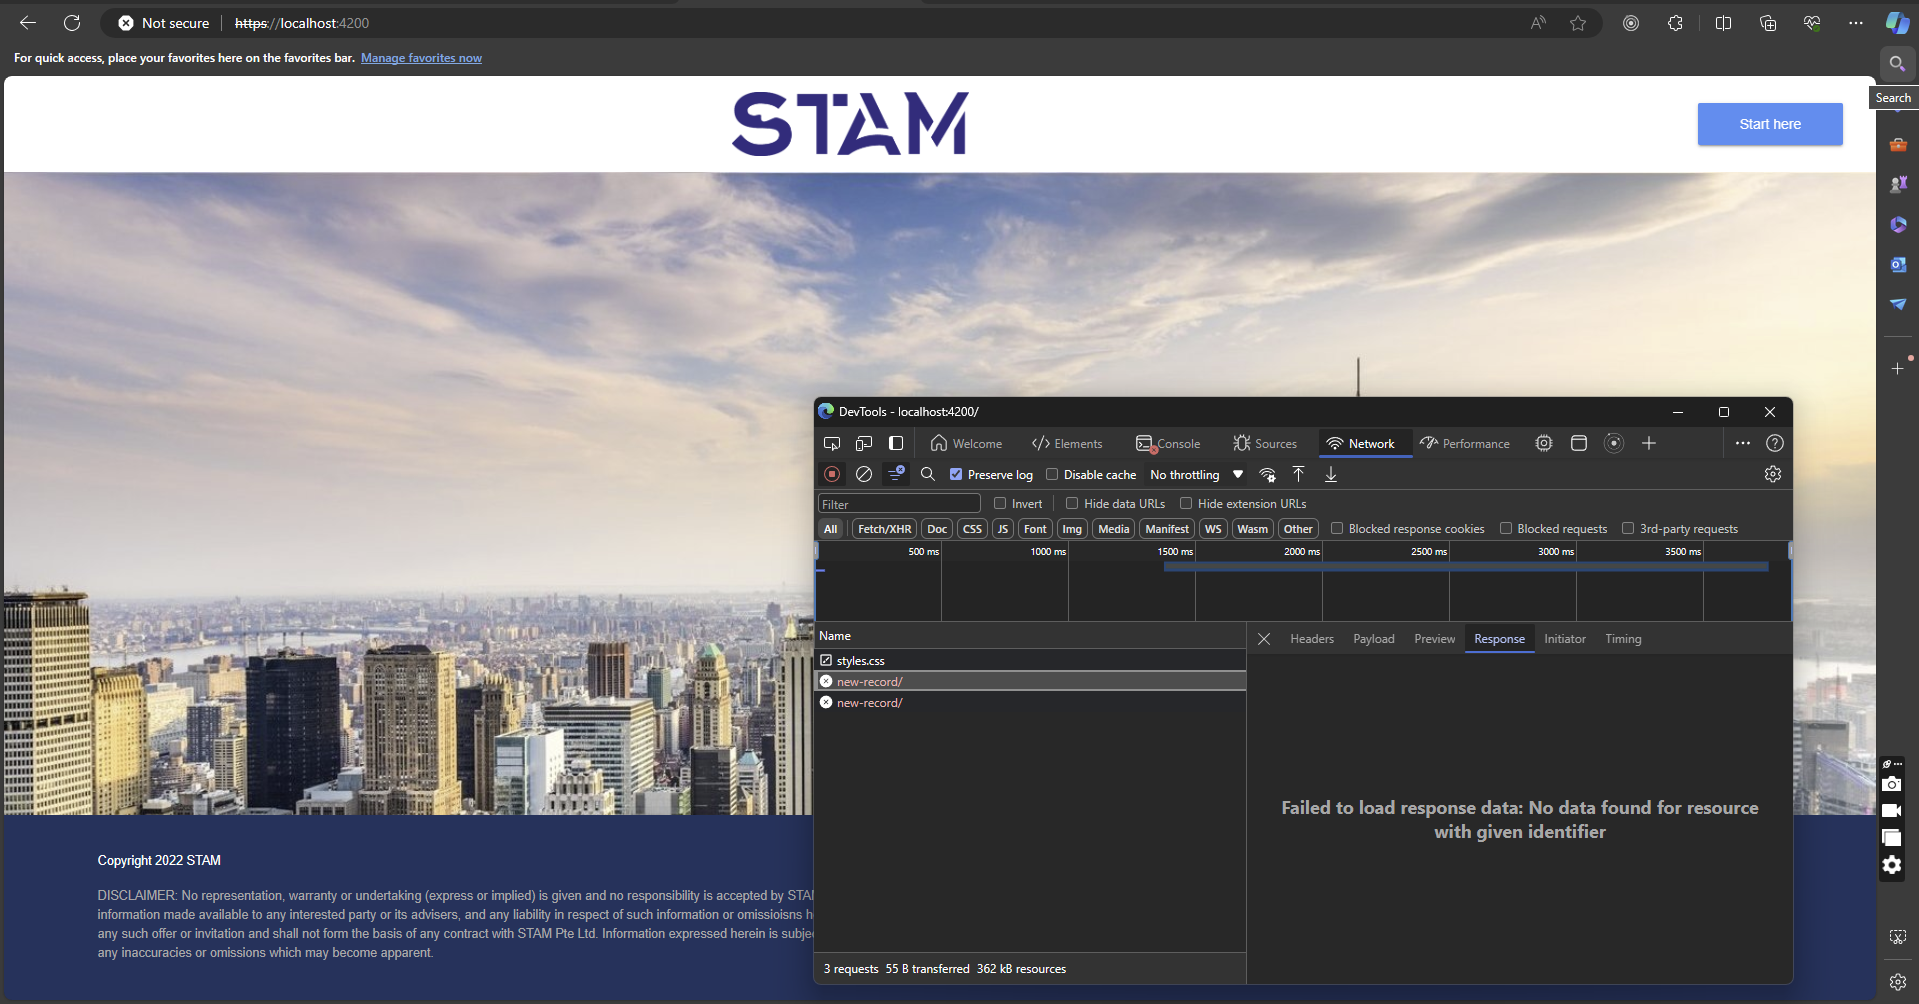 Not secure https://localhost:4200
For quick access, place your favorites here on the favorites bar. Manage favorites now
Search
STAM
Start here
DevTools - localhost:4200/
Welcome Elements Console Sources Network Performance
Preserve log Disable cache No throttling
Filter Invert Hide data URLs Hide extension URLs
All Fetch/XHR Doc CSS JS Font Img Media Manifest WS Wasm Other Blocked response cookies Blocked requests 3rd-party requests
500 ms 1000 ms 1500 ms 2000 ms 2500 ms 3000 ms 3500 ms
Name
Headers Payload Preview Response Initiator Timing
styles.css
new-record/
new-record/
Failed to load response data: No data found for resource
with given identifier
3 requests 55 B transferred 362 kB resources
Copyright 2022 STAM
DISCLAIMER: No representation, warranty or undertaking (express or implied) is given and no responsibility is accepted by STAM
information made available to any interested party or its advisers, and any liability in respect of such information or omissioisns
any such offer or invitation and shall not form the basis of any contract with STAM Pte Ltd. Information expressed herein is
any inaccuracies or omissions which may become apparent.